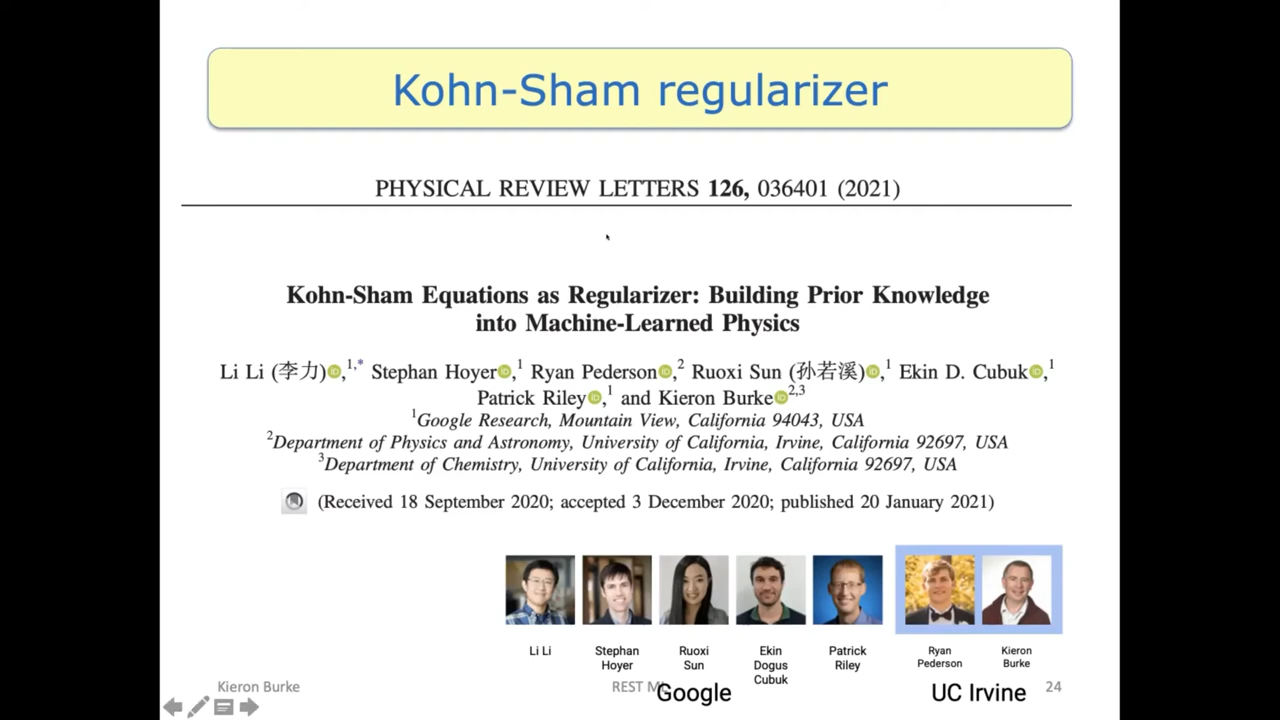 Kohn-Sham regularizer
PHYSICAL REVIEW LETTERS 126, 036401 (2021)
Kohn-Sham Equations as Regularizer: Building Prior Knowledge
into Machine-Learned Physics
Li Li (李力),1,* Stephan Hoyer,1 Ryan Pederson,2 Ruoxi Sun (孙若溪),1 Ekin D. Cubuk,1
Patrick Riley,1 and Kieron Burke2,3
1Google Research, Mountain View, California 94043, USA
2Department of Physics and Astronomy, University of California, Irvine, California 92697, USA
3Department of Chemistry, University of California, Irvine, California 92697, USA
(Received 18 September 2020; accepted 3 December 2020; published 20 January 2021)
Li Li
Stephan
Hoyer
Ruoxi
Sun
Ekin
Dogus
Cubuk
Patrick
Riley
Ryan
Pederson
Kieron
Burke
Kieron Burke
REST
Google
UC Irvine
24